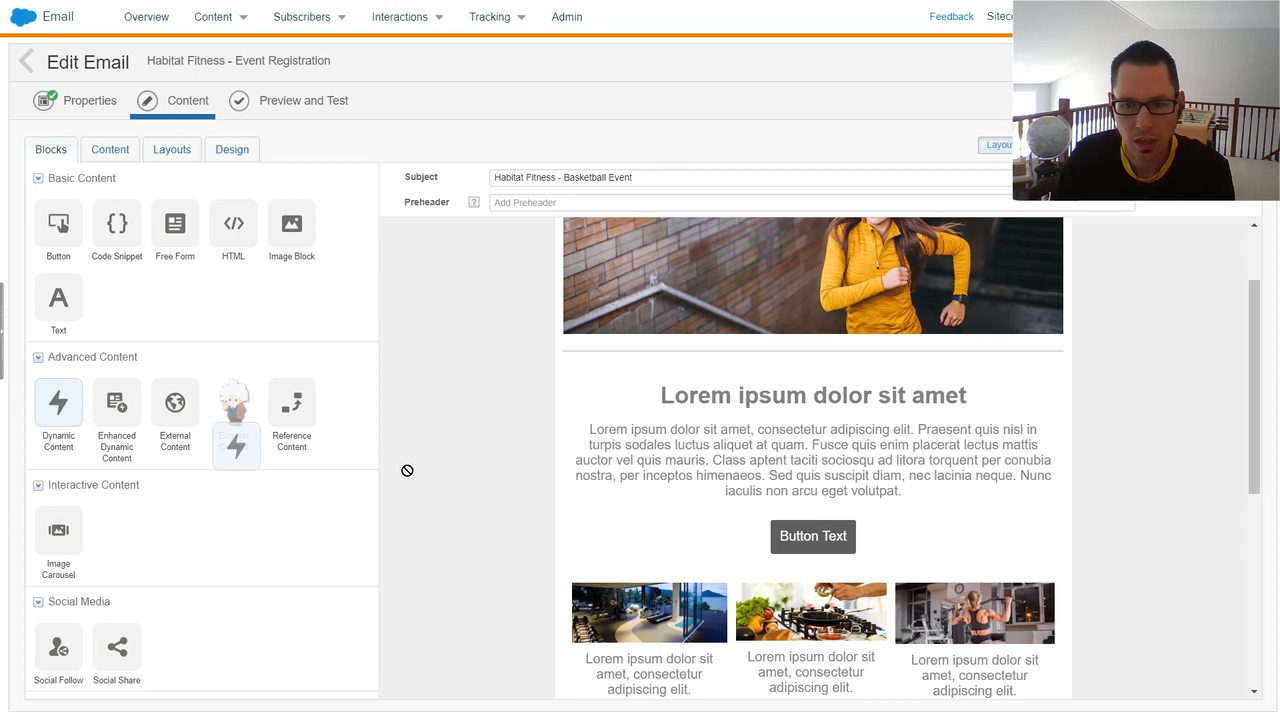 Email
Overview
Content
Subscribers
Interactions
Tracking
Admin
Feedback
Edit Email
Habitat Fitness - Event Registration
Properties
Content
Preview and Test
Blocks
Content
Layouts
Design
Basic Content
Button
Code Snippet
Free Form
HTML
Image Block
A
Text
Advanced Content
Dynamic
Content
Enhanced
Dynamic
Content
External
Content
Reference
Content
Interactive Content
Image
Carousel
Social Media
Social Follow
Social Share
Subject
Habitat Fitness - Basketball Event
Preheader
?
Add Preheader
Lorem ipsum dolor sit amet
Lorem ipsum dolor sit amet, consectetur adipiscing elit. Praesent quis nisl in
turpis sodales luctus aliquet at quam. Fusce quis enim placerat lectus mattis
auctor vel quis mauris. Class aptent taciti sociosqu ad litora torquent per conubia
nostra, per inceptos himenaeos. Sed quis suscipit diam, nec lacinia neque. Nunc
iaculis non arcu eget volutpat.
Button Text
Lorem ipsum dolor sit
amet, consectetur
adipiscing elit.
Lorem ipsum dolor sit
amet, consectetur
adipiscing elit.
Lorem ipsum dolor sit
amet, consectetur
adipiscing elit.